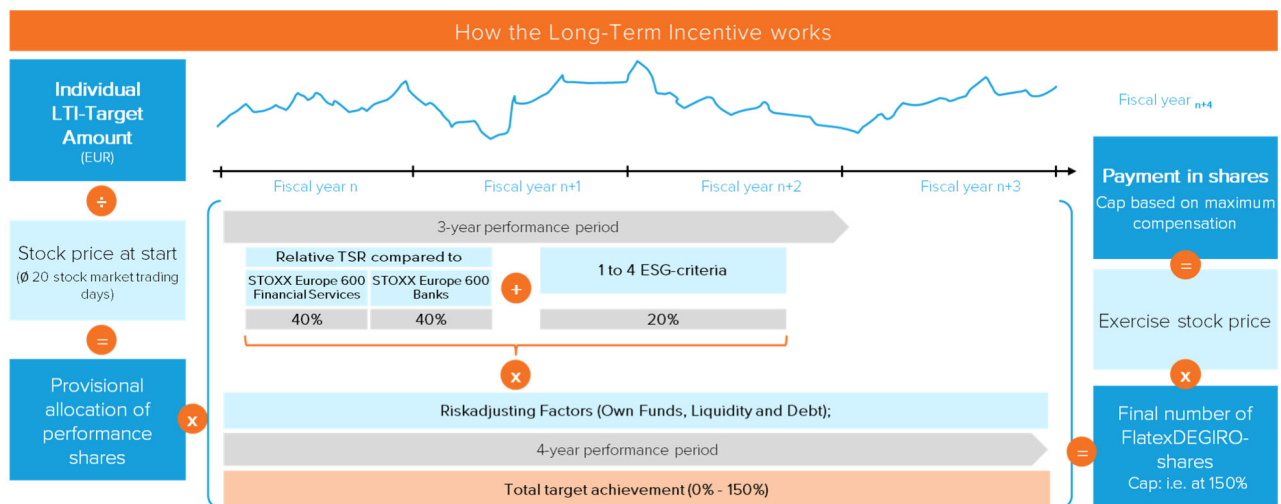 How the Long-Term Incentive works
Individual
LTI-Target
Amount
(EUR)
÷
Stock price at start
(Ø 20 stock market trading
days)
=
Provisional
allocation of
performance
shares
x
Fiscal year n
Fiscal year n+1
Fiscal year n+2
Fiscal year n+3
3-year performance period
Relative TSR compared to
STOXX Europe 600
Financial Services
STOXX Europe 600
Banks
40%
40%
+
1 to 4 ESG-criteria
20%
x
Riskadjusting Factors (Own Funds, Liquidity and Debt);
4-year performance period
Total target achievement (0% - 150%)
=
Fiscal year n+4
Payment in shares
Cap based on maximum
compensation
=
Exercise stock price
x
Final number of
FlatexDEGIRO-
shares
Cap: i.e. at 150%